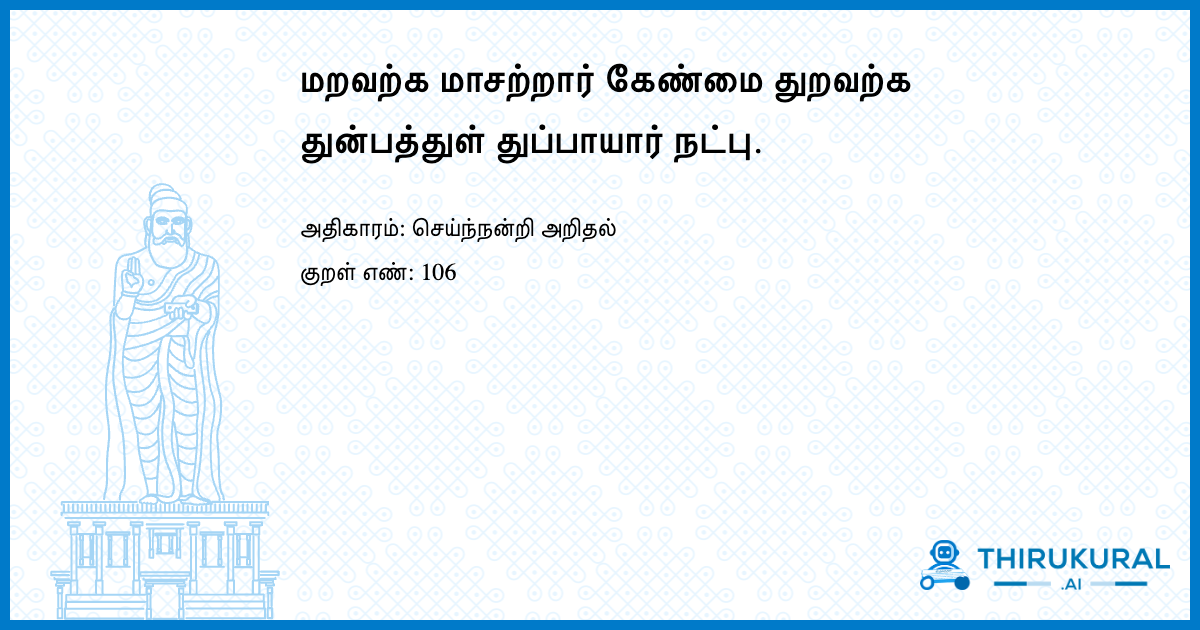 மறவற்க மாசற்றார் கேண்மை துறவற்க
துன்பத்துள் துப்பாயார் நட்பு.
அதிகாரம்: செய்ந்நன்றி அறிதல்
குறள் எண்: 106
THIRUKURAL
.AI